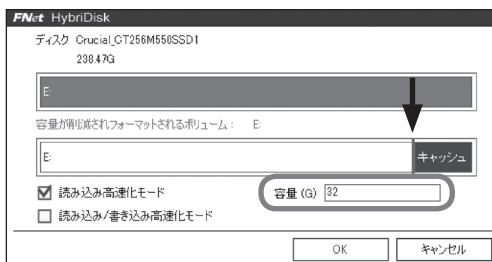 FNet HybriDisk
ディスク Crucial_CT256M550SSD1
238.47G
E:
容量が削減されフォーマットされるボリューム : E:
E:
キャッシュ
読み込み高速化モード 容量 (G) 32
読み込み/書き込み高速化モード
OK キャンセル